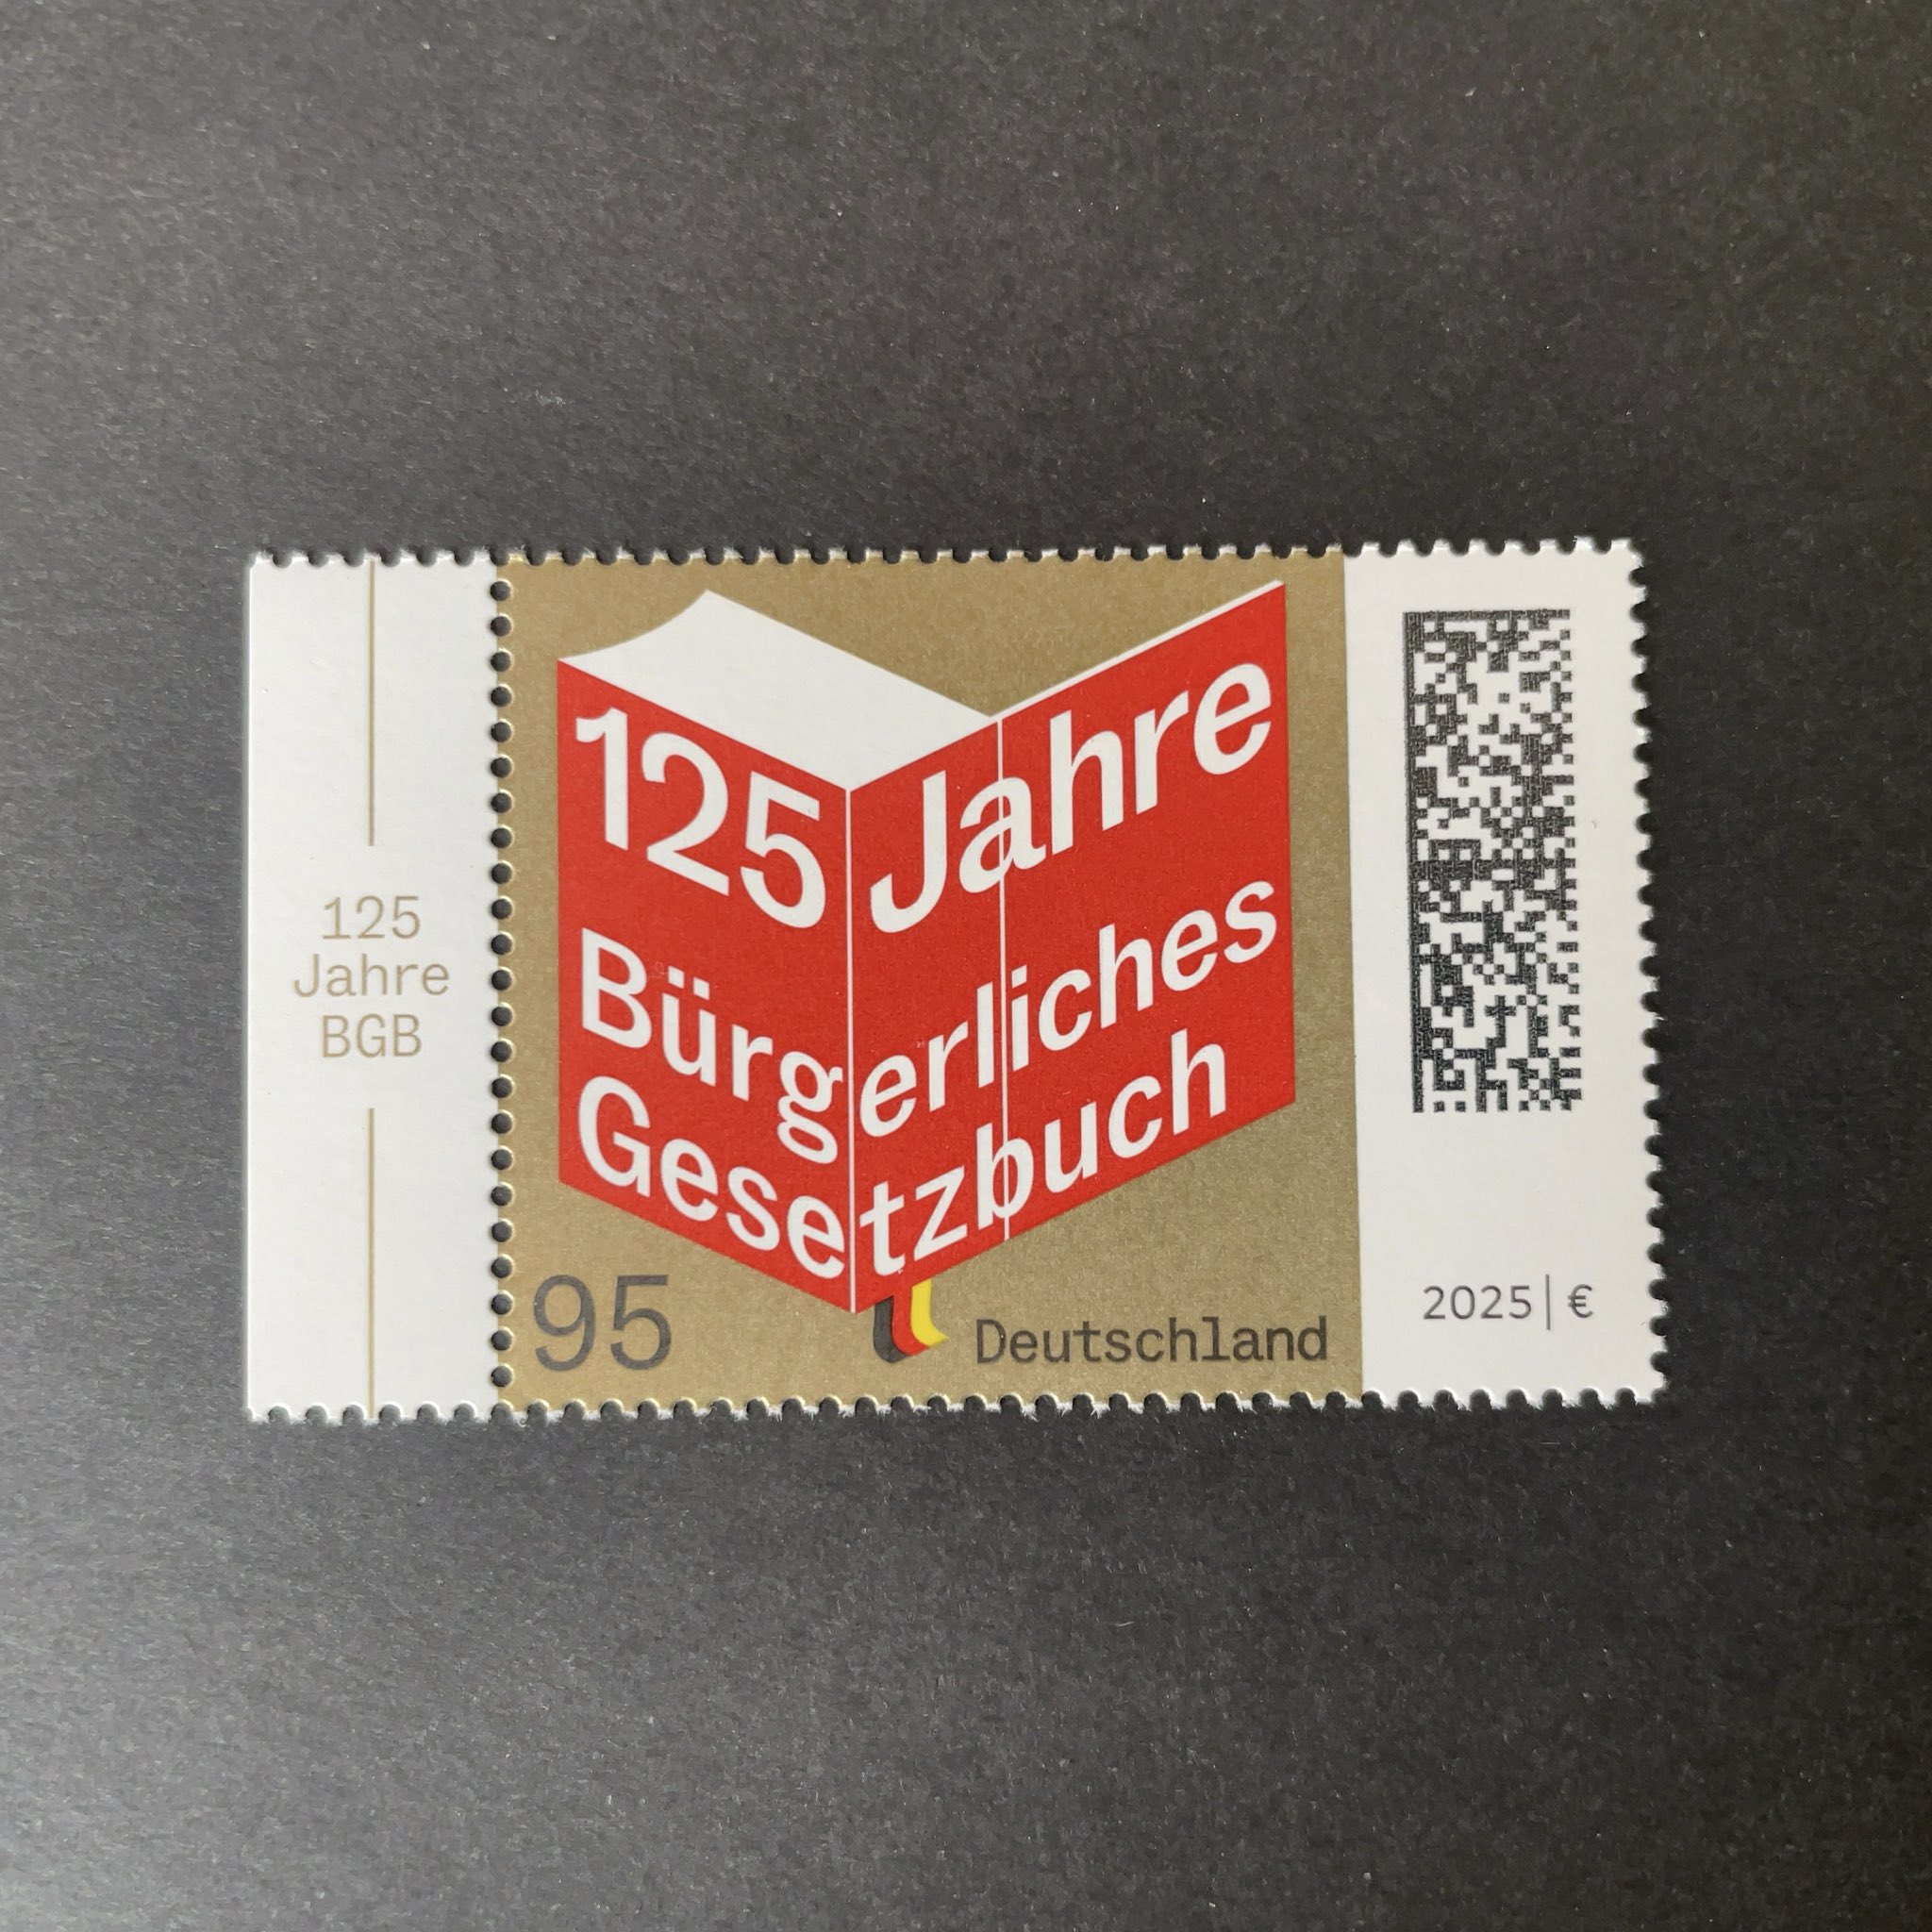 125
Jahre
BGB
125 Jahre
Bürgerliches
Gesetzbuch
95
Deutschland
2025 | €